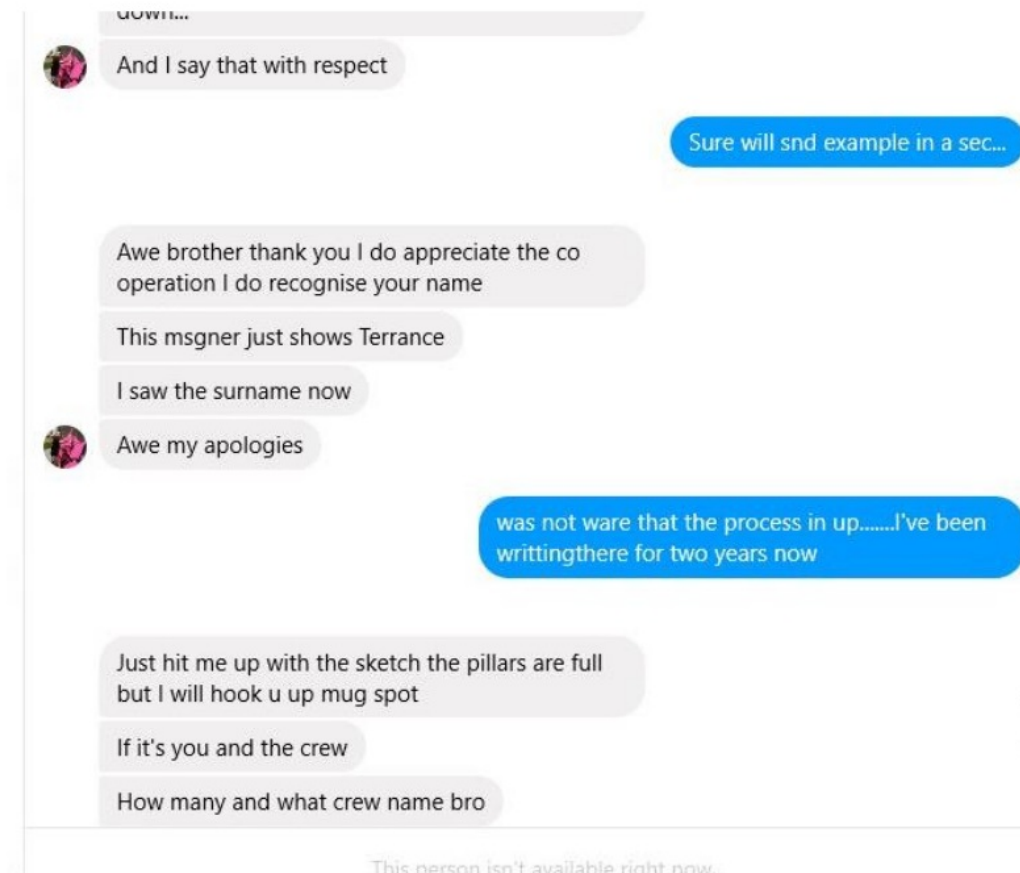 down...
And I say that with respect
Sure will snd example in a sec...
Awe brother thank you I do appreciate the co
operation I do recognise your name
This msgner just shows Terrance
I saw the surname now
Awe my apologies
was not ware that the process in up.......I've been
writtingthere for two years now
Just hit me up with the sketch the pillars are full
but I will hook u up mug spot
If it's you and the crew
How many and what crew name bro
This person isn't available right now.